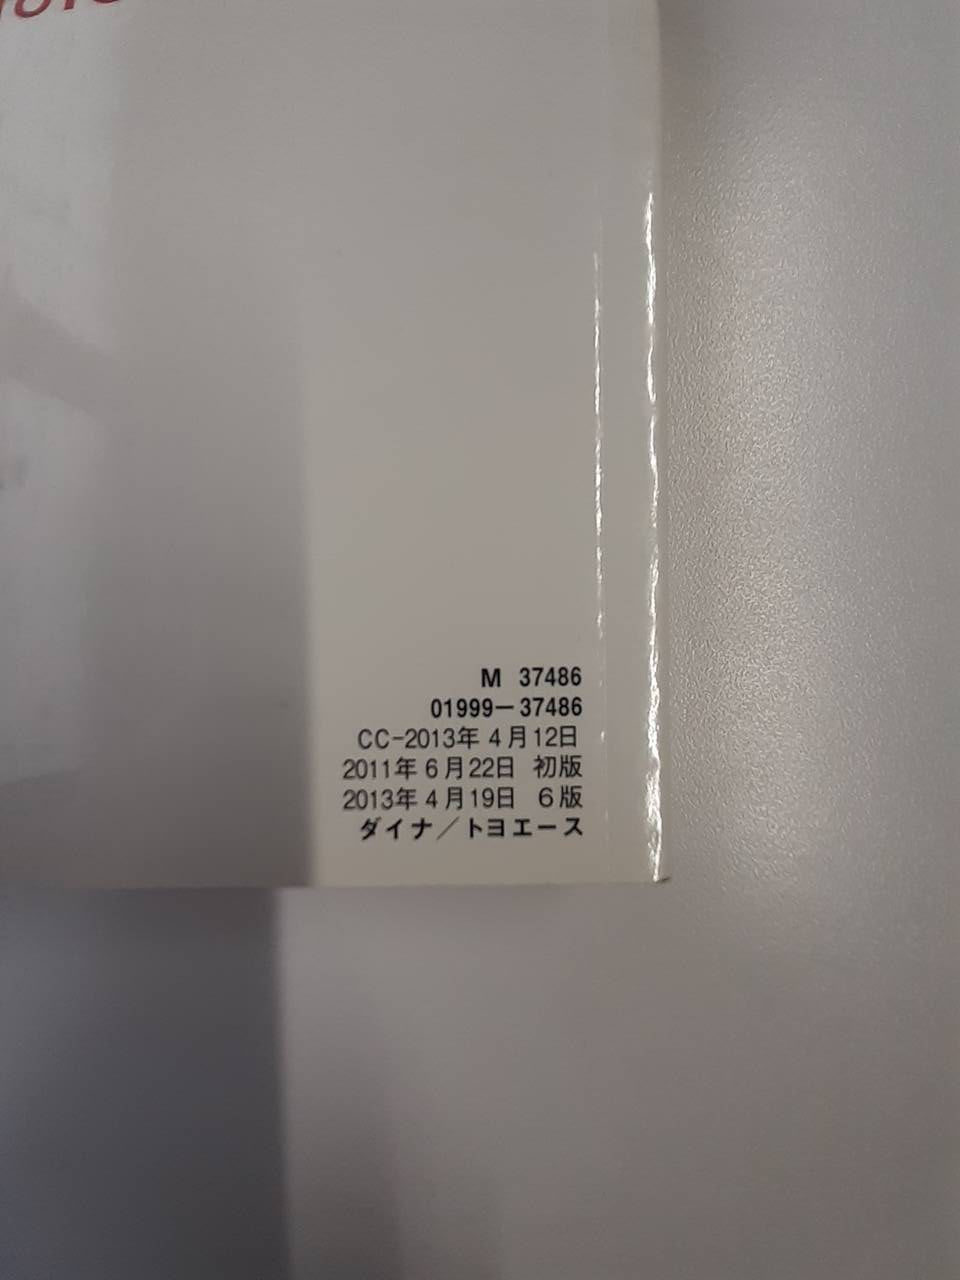 M 37486
01999－37486
CC-2013年 4月12日
2011年 6月22日 初版
2013年 4月19日 6版
ダイナ／トヨエース